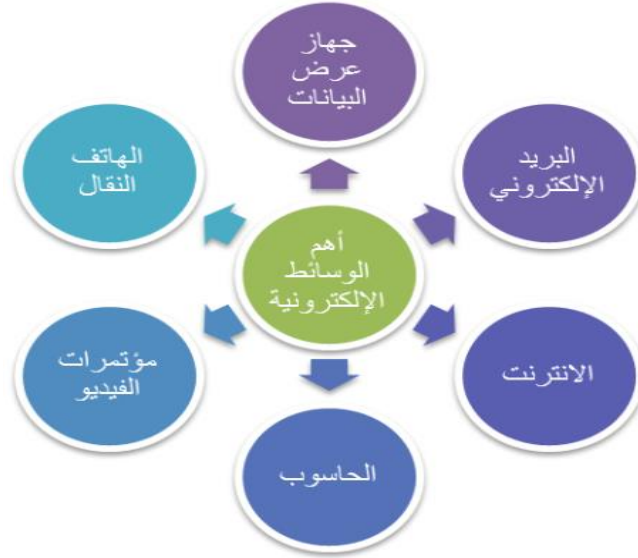 جهاز
عرض
البيانات
البريد
الإلكتروني
الانترنت
الحاسوب
مؤتمرات
الفيديو
الهاتف
النقال
أهم
الوسائط
الإلكترونية